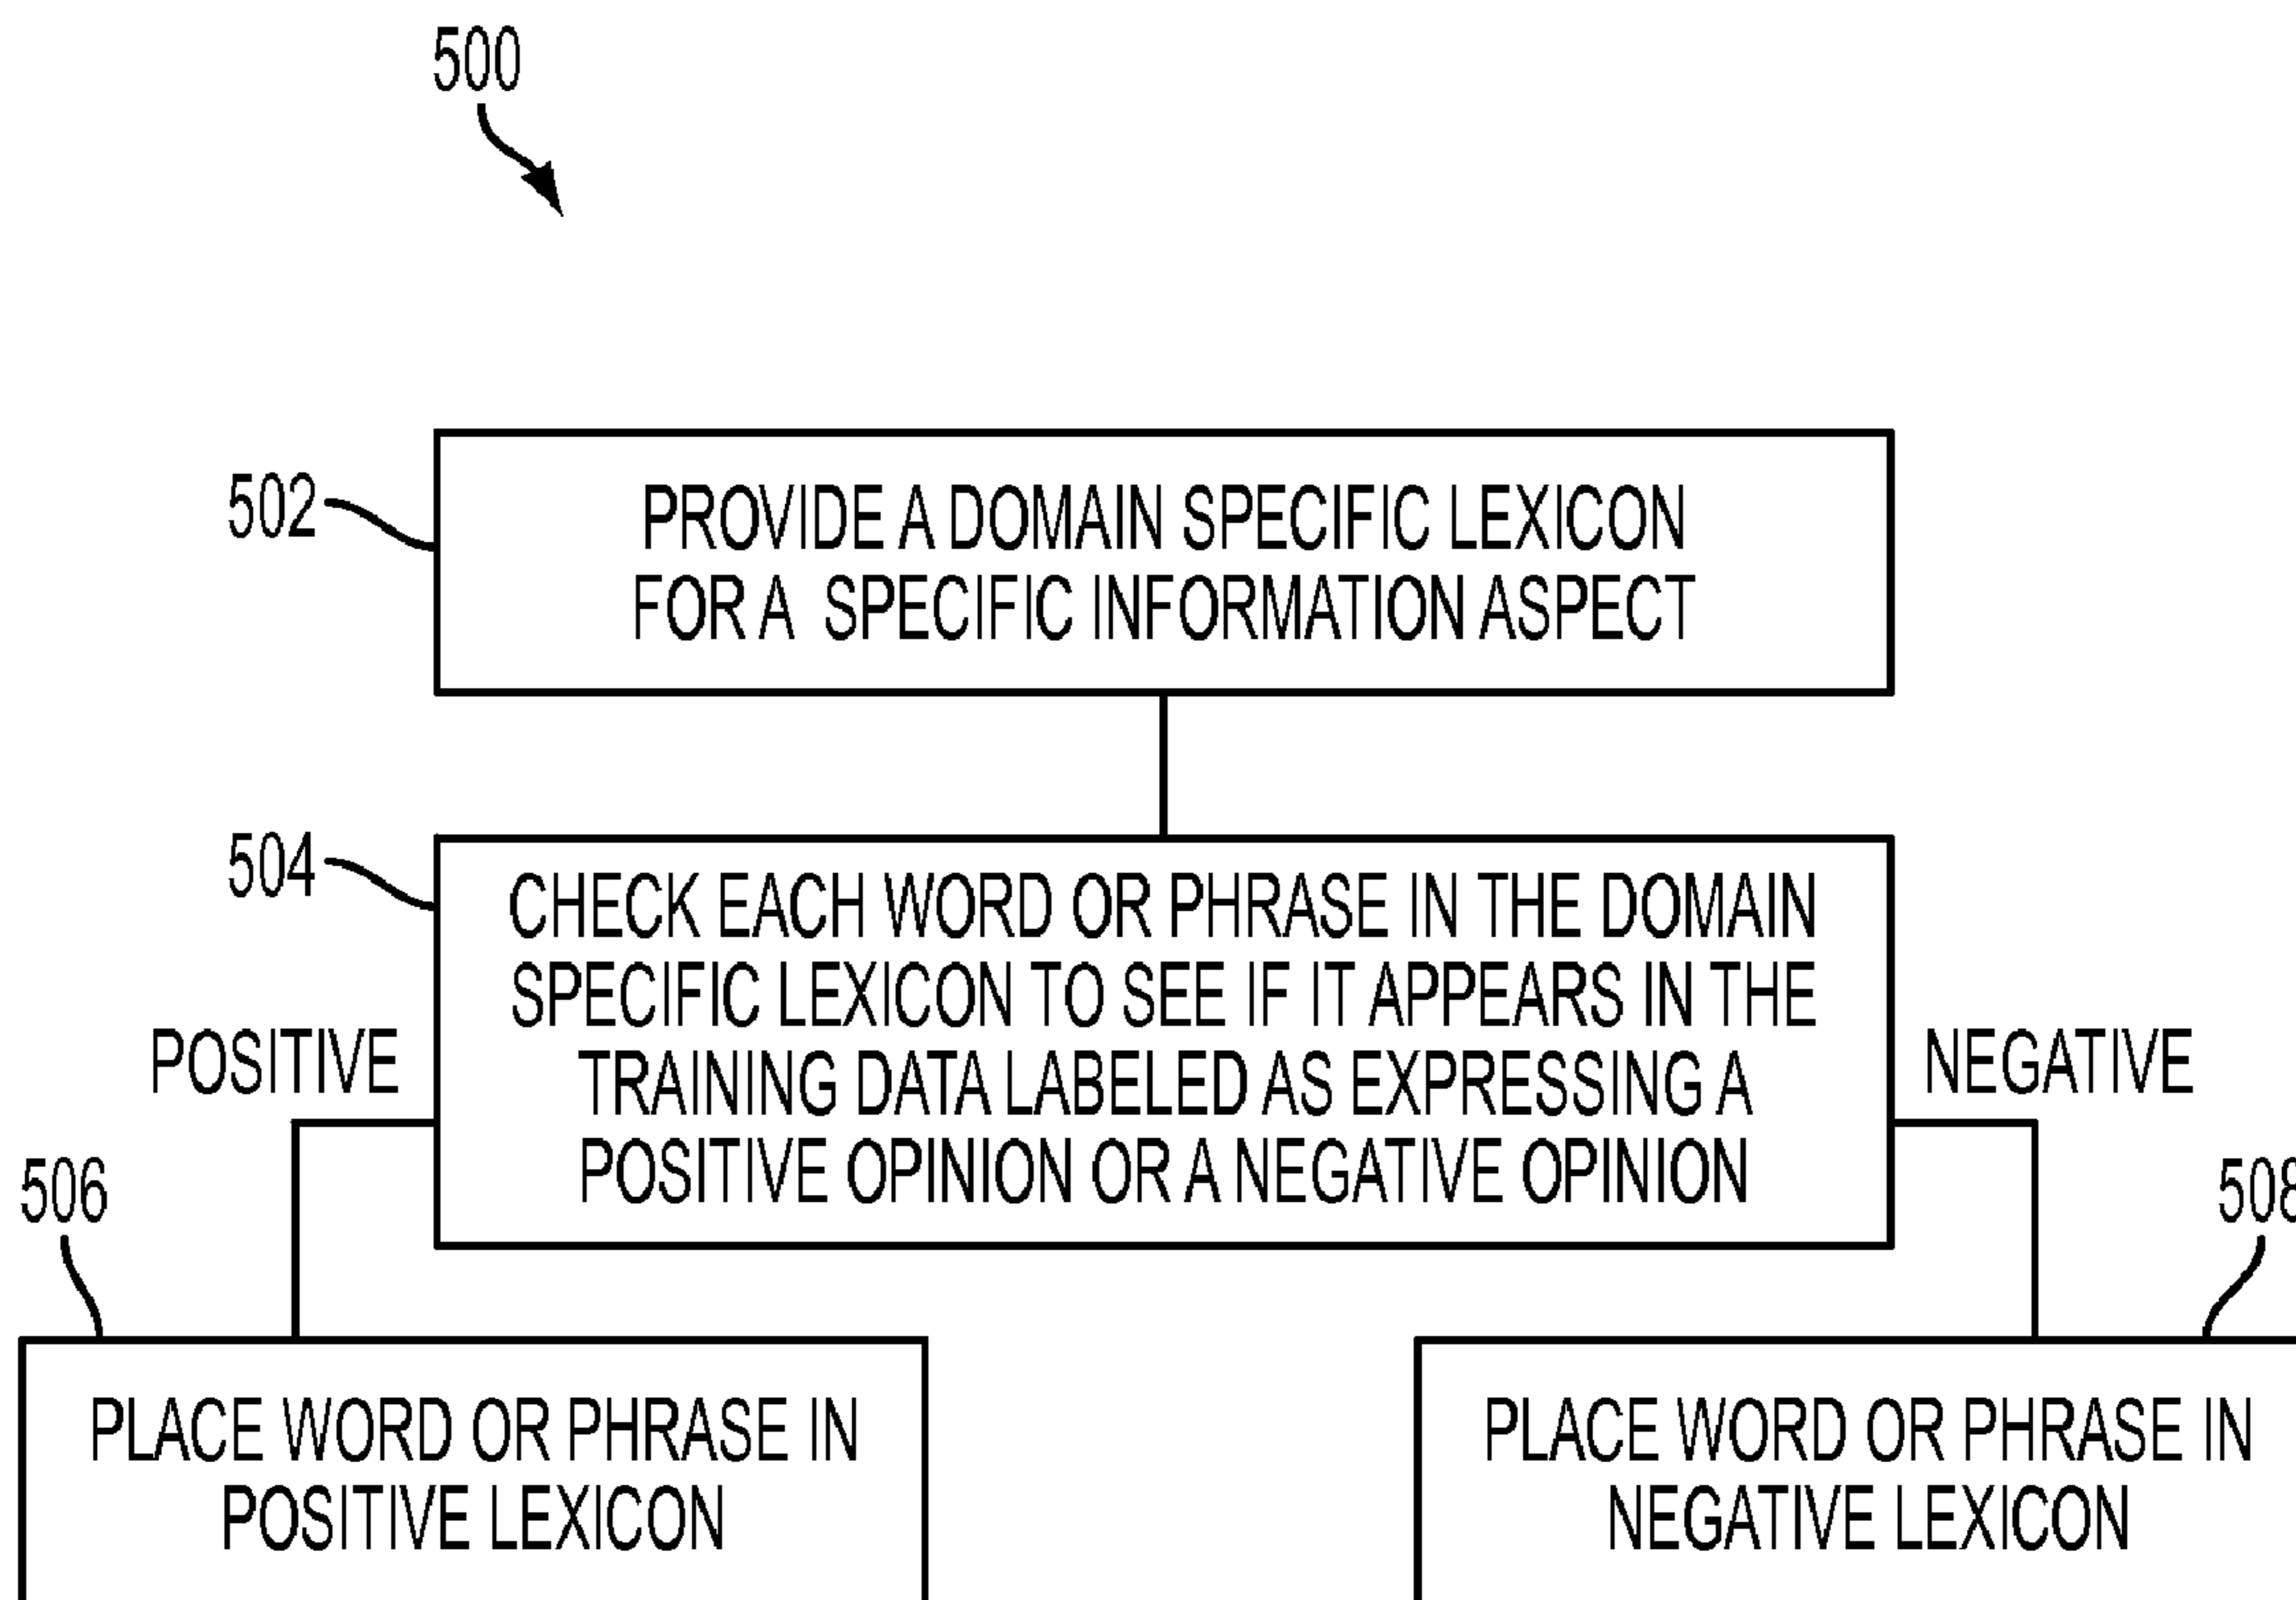 500
502
PROVIDE A DOMAIN SPECIFIC LEXICON
FOR A SPECIFIC INFORMATION ASPECT
504
CHECK EACH WORD OR PHRASE IN THE DOMAIN
SPECIFIC LEXICON TO SEE IF IT APPEARS IN THE
TRAINING DATA LABELED AS EXPRESSING A
POSITIVE OPINION OR A NEGATIVE OPINION
POSITIVE
NEGATIVE
506
508
PLACE WORD OR PHRASE IN
POSITIVE LEXICON
PLACE WORD OR PHRASE IN
NEGATIVE LEXICON